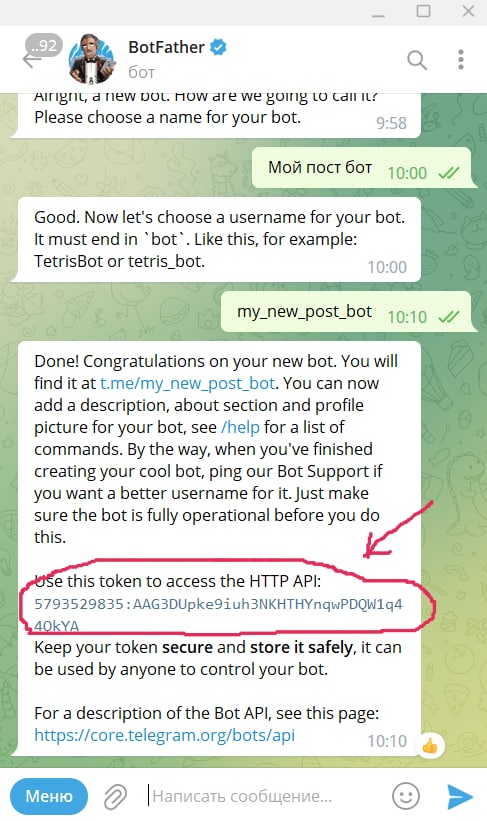 ..92
BotFather
бот
Alright, a new bot. How are we going to call it?
Please choose a name for your bot.
9:58
Мой пост бот
10:00
Good. Now let's choose a username for your bot.
It must end in `bot`. Like this, for example:
TetrisBot or tetris_bot.
10:00
my_new_post_bot
10:10
Done! Congratulations on your new bot. You will
find it at t.me/my_new_post_bot. You can now
add a description, about section and profile
picture for your bot, see /help for a list of
commands. By the way, when you've finished
creating your cool bot, ping our Bot Support if
you want a better username for it. Just make
sure the bot is fully operational before you do
this.
Use this token to access the HTTP API:
5793529835:AAG3DUpke9iuh3NKHTHYnqwPDQW1q4
4QkYA
Keep your token secure and store it safely, it can
be used by anyone to control your bot.
For a description of the Bot API, see this page:
https://core.telegram.org/bots/api
10:10
Меню
Написать сообщение...